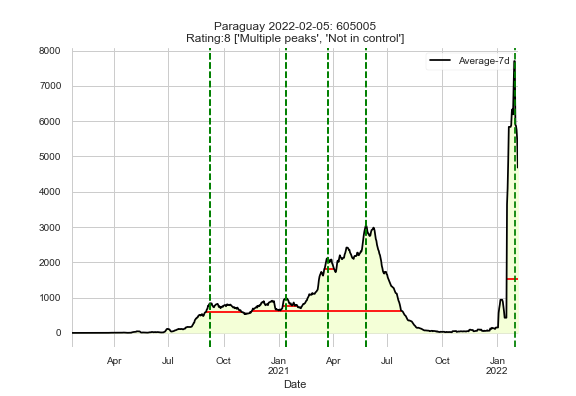 Paraguay 2022-02-05: 605005
Rating:8 ['Multiple peaks', 'Not in control']
8000
7000
6000
5000
4000
3000
2000
1000
0
Average-7d
Apr
Jul
Oct
Jan
2021
Apr
Jul
Oct
Jan
2022
Date